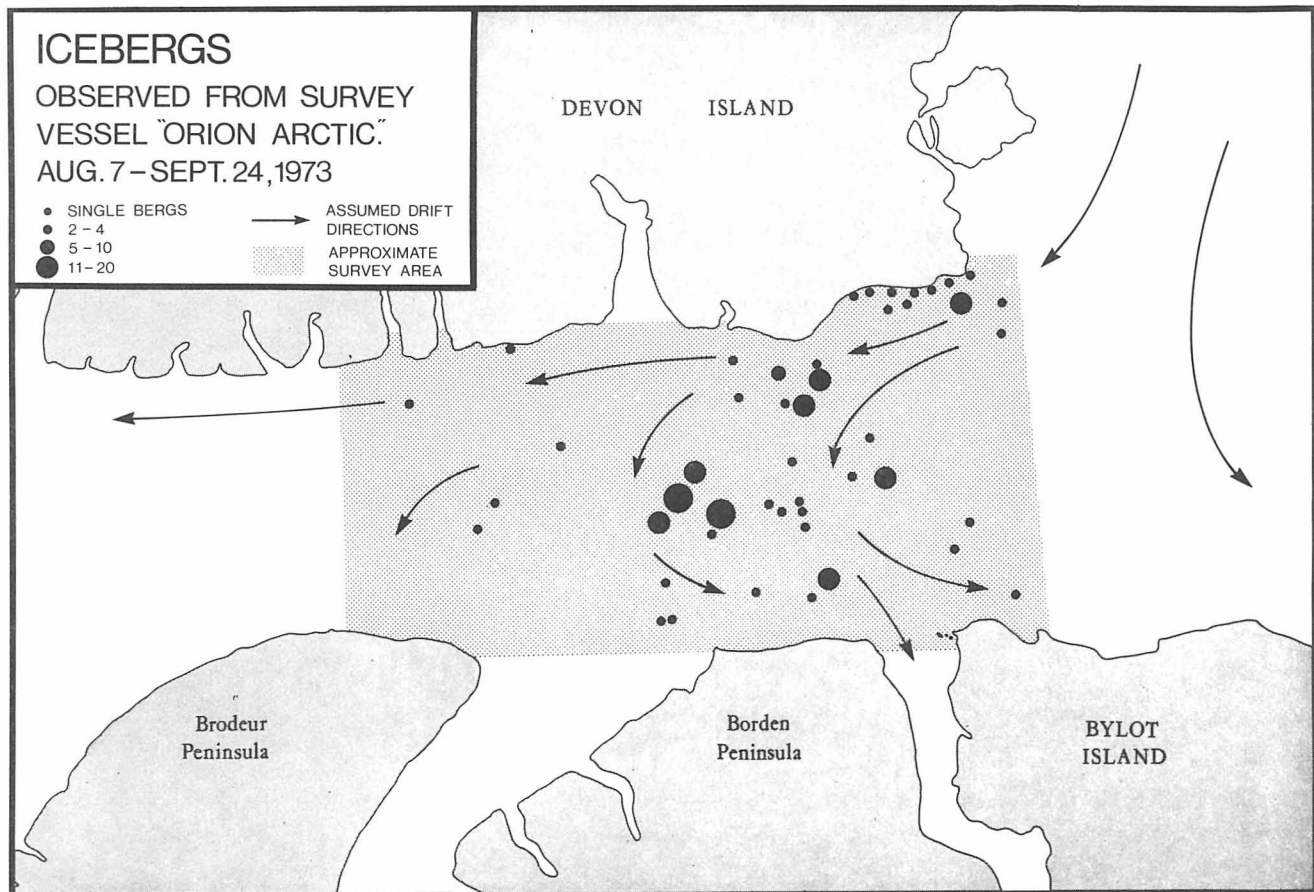 ICEBERGS
OBSERVED FROM SURVEY
VESSEL "ORION ARCTIC".
AUG. 7 – SEPT. 24, 1973
SINGLE BERGS
2 – 4
5 – 10
11 – 20
ASSUMED DRIFT
DIRECTIONS
APPROXIMATE
SURVEY AREA
DEVON ISLAND
Brodeur
Peninsula
Borden
Peninsula
BYLOT
ISLAND